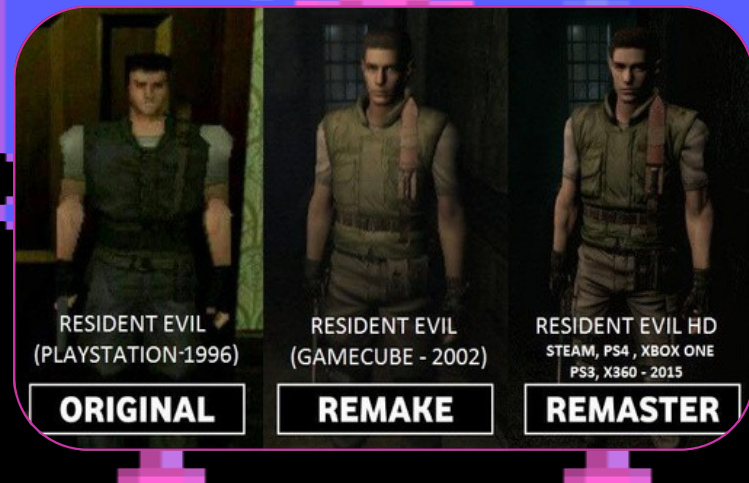 RESIDENT EVIL
(PLAYSTATION-1996)
ORIGINAL
RESIDENT EVIL
(GAMECUBE - 2002)
REMAKE
RESIDENT EVIL HD
STEAM, PS4 , XBOX ONE
PS3, X360 - 2015
REMASTER